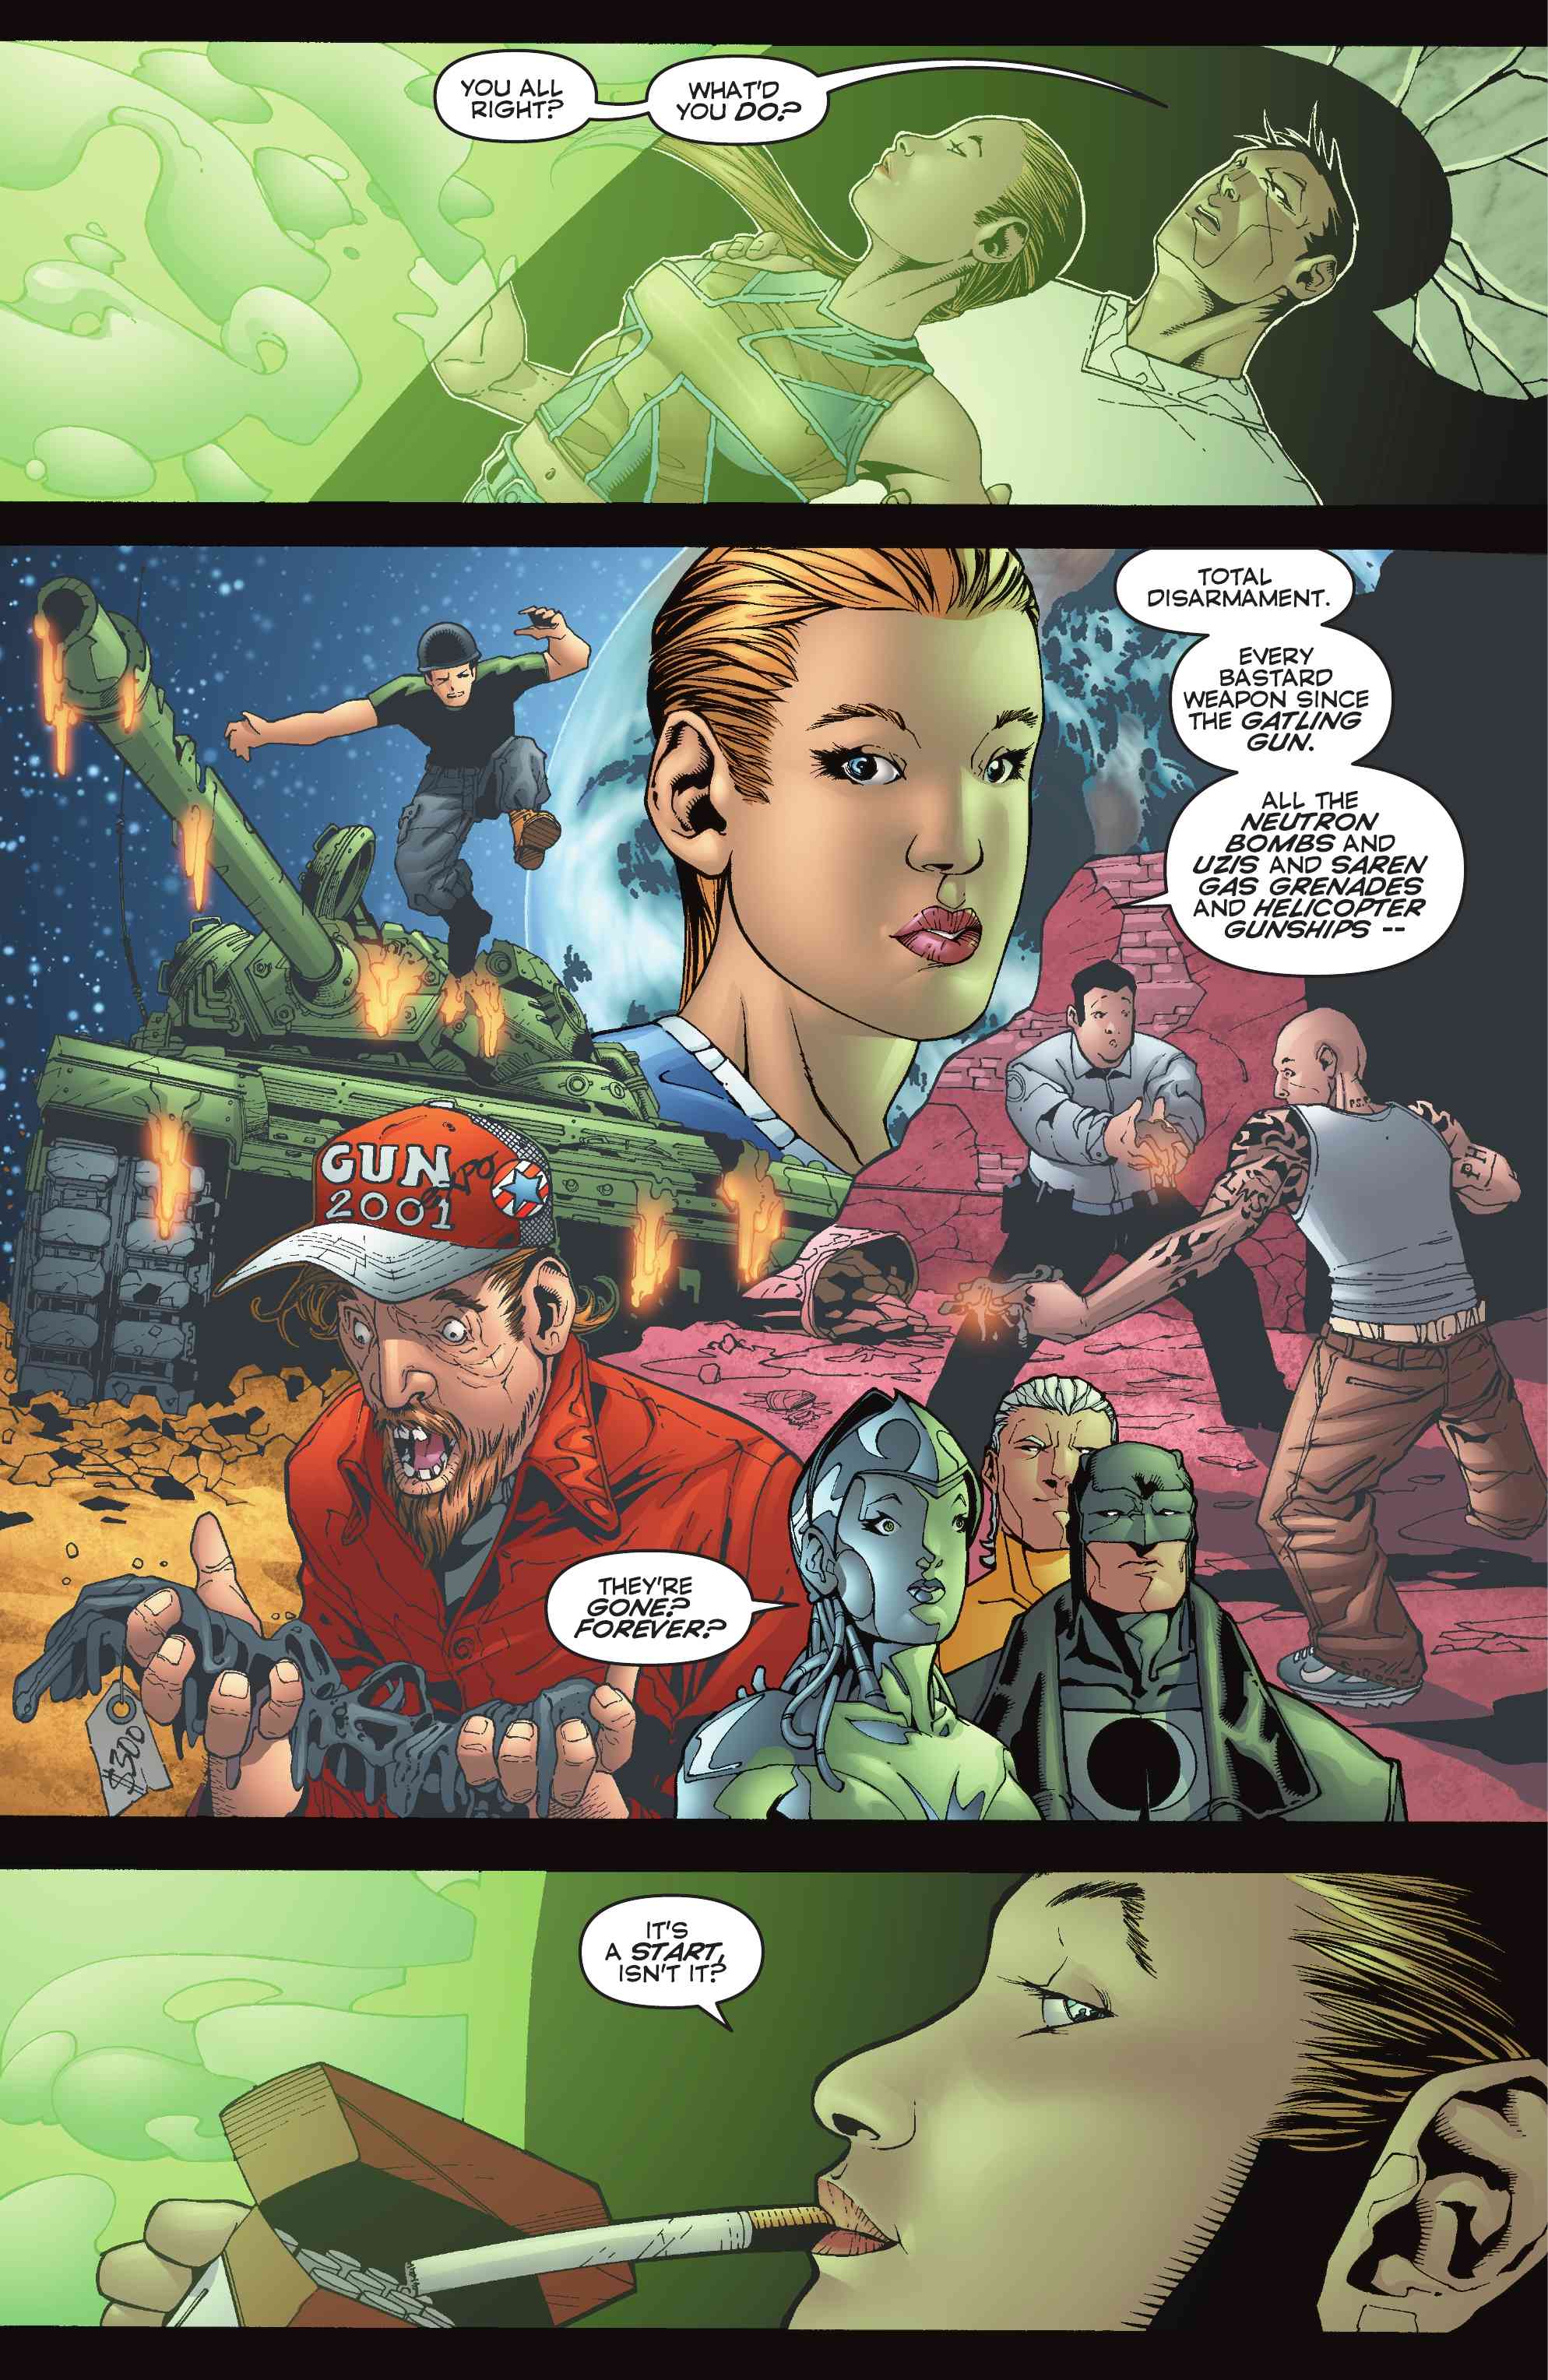 YOU ALL
RIGHT?
WHAT'D
YOU DO?
TOTAL
DISARMAMENT.
EVERY
BASTARD
WEAPON SINCE
THE GATLING
GUN.
ALL THE
NEUTRON
BOMBS AND
UZIS AND SAREN
GAS GRENADES
AND HELICOPTER
GUNSHIPS --
GUN
EXPO
2001
THEY'RE
GONE?
FOREVER?
$300
IT'S
A START,
ISN'T IT?